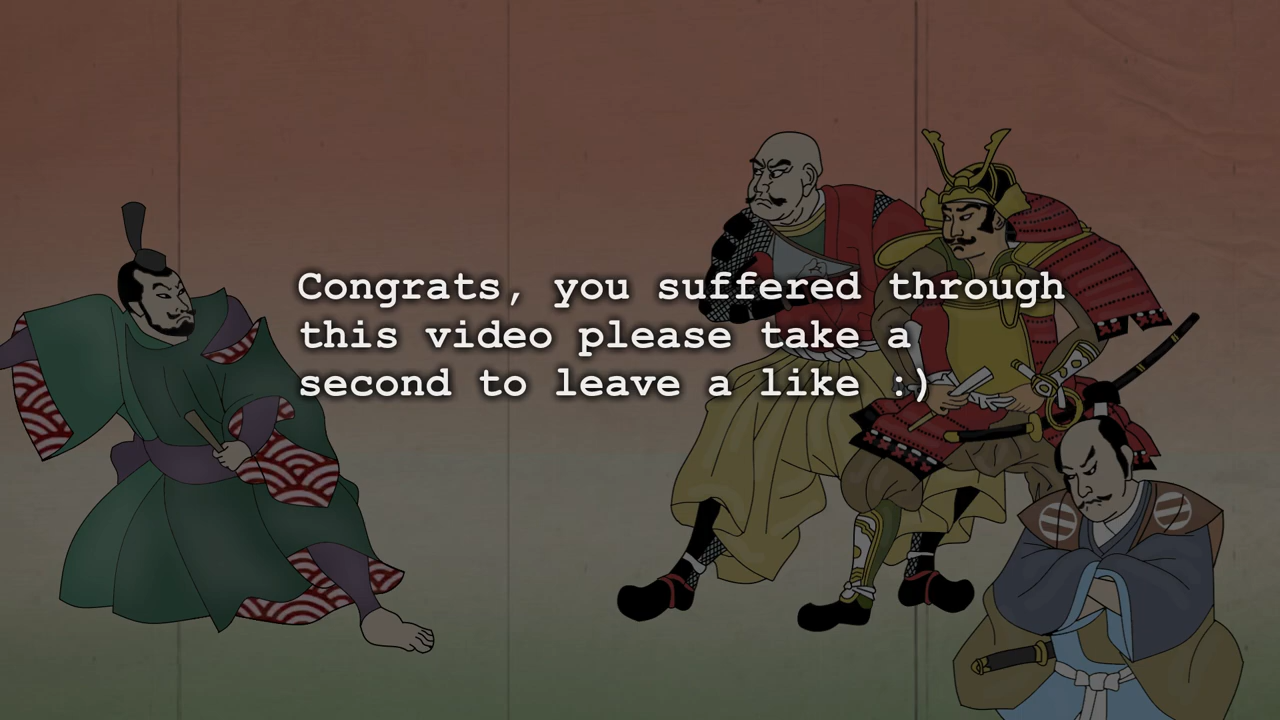 Congrats, you suffered through
this video please take a
second to leave a like :)